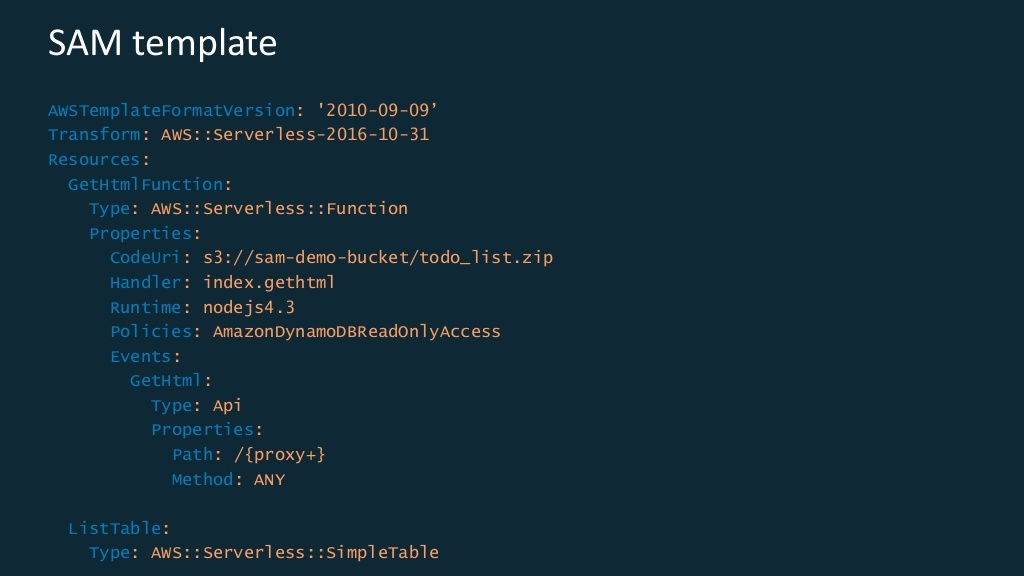 SAM template
AWSTemplateFormatVersion: '2010-09-09’
Transform: AWS::Serverless-2016-10-31
Resources:
  GetHtmlFunction:
    Type: AWS::Serverless::Function
    Properties:
      CodeUri: s3://sam-demo-bucket/todo_list.zip
      Handler: index.gethtml
      Runtime: nodejs4.3
      Policies: AmazonDynamoDBReadOnlyAccess
      Events:
        GetHtml:
          Type: Api
          Properties:
            Path: /{proxy+}
            Method: ANY
  ListTable:
    Type: AWS::Serverless::SimpleTable